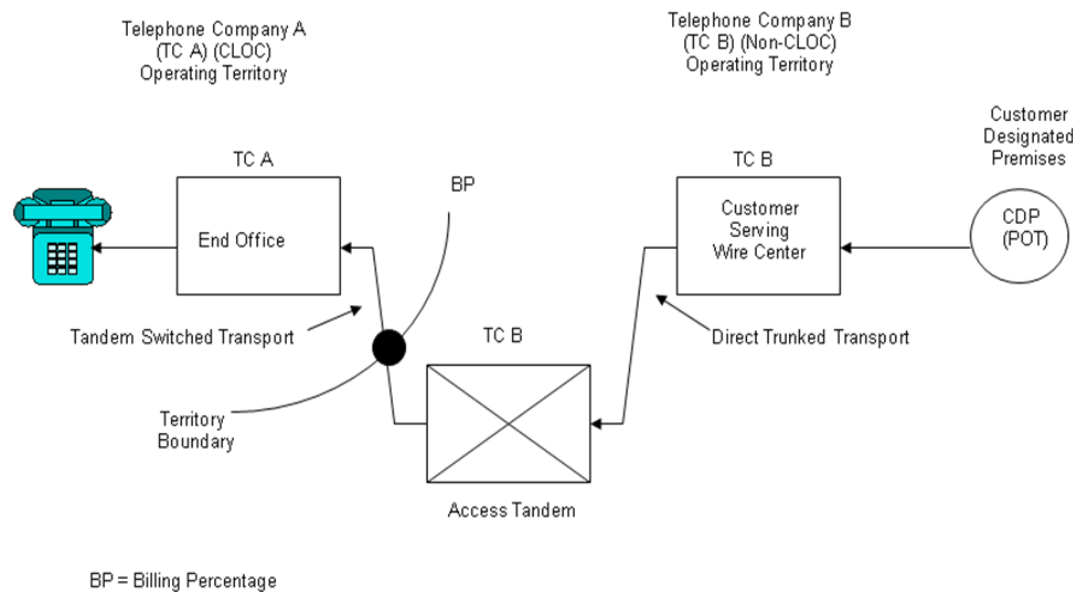 Telephone Company A
(TC A) (CLOC)
Operating Territory
Telephone Company B
(TC B) (Non-CLOC)
Operating Territory
Customer
Designated
Premises
TC A
BP
TC B
End Office
Customer
Serving
Wire Center
CDP
(POT)
Tandem Switched Transport
TC B
Direct Trunked Transport
Territory
Boundary
Access Tandem
BP = Billing Percentage